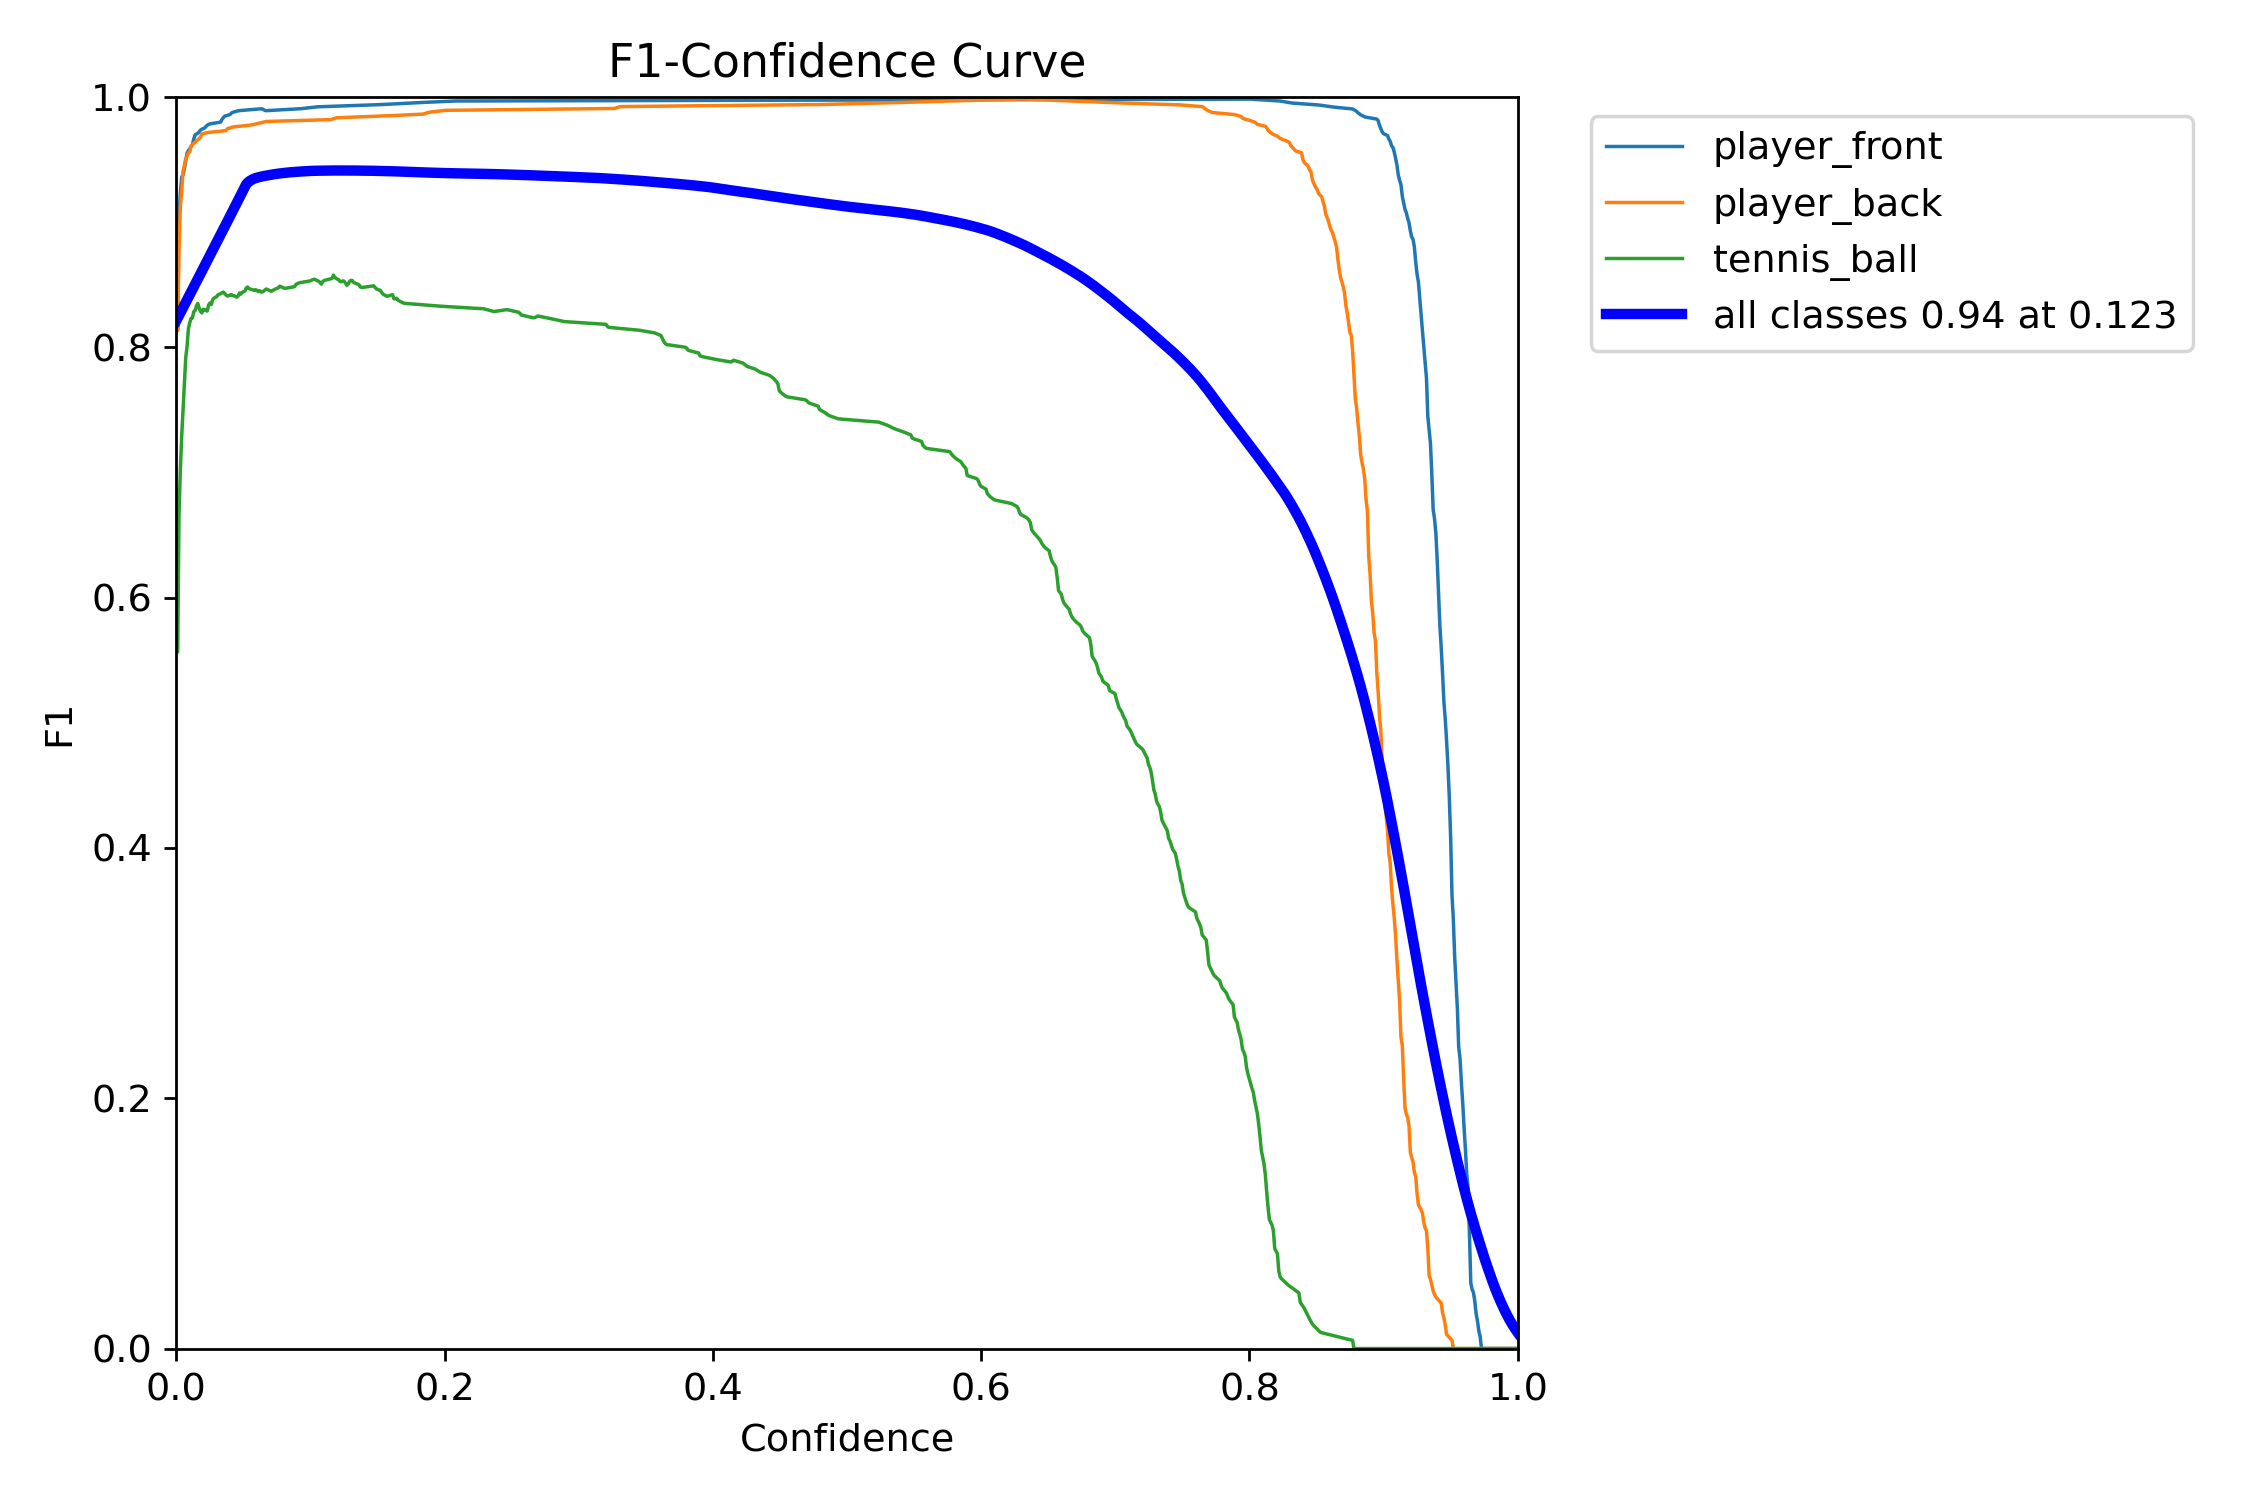 F1-Confidence Curve
1.0
0.8
0.6
0.4
0.2
0.0
F1
0.0 0.2 0.4 0.6 0.8 1.0
Confidence
player_front
player_back
tennis_ball
all classes 0.94 at 0.123